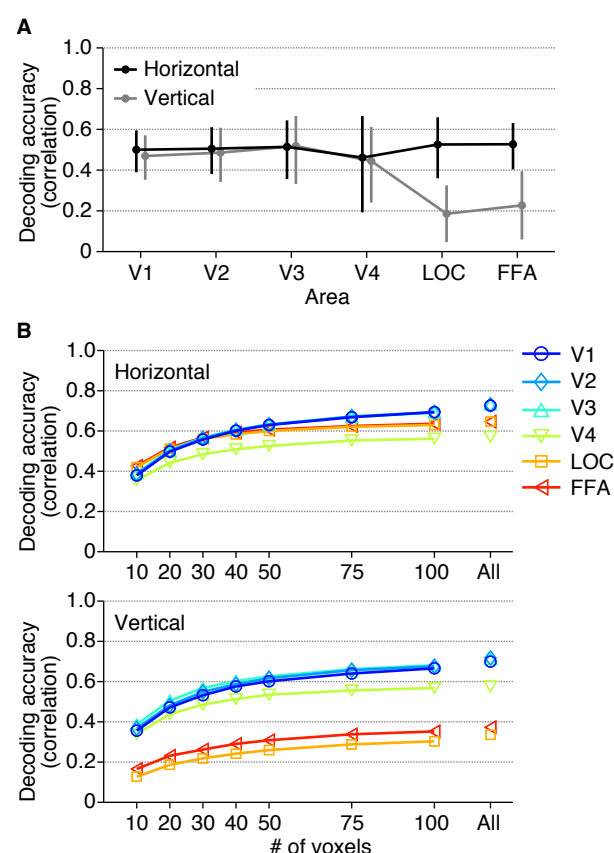 A
1.0
0.8
0.6
0.4
0.2
0
Decoding accuracy
(correlation)
Horizontal
Vertical
V1 V2 V3 V4 LOC FFA
Area
B
1.0
0.8
0.6
0.4
0.2
0
Decoding accuracy
(correlation)
Horizontal
10 20 30 40 50 75 100 All
V1
V2
V3
V4
LOC
FFA
1.0
0.8
0.6
0.4
0.2
0
Decoding accuracy
(correlation)
Vertical
10 20 30 40 50 75 100 All
# of voxels